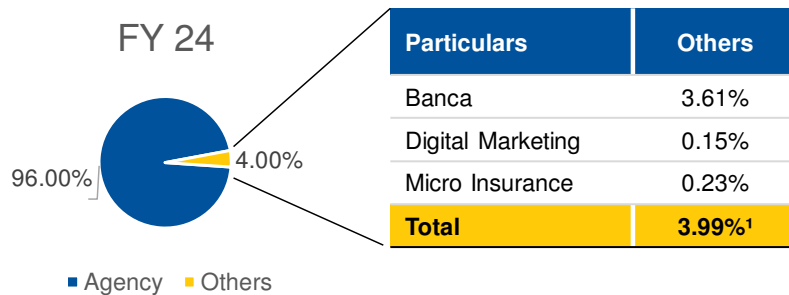 FY 24
96.00%
4.00%
Agency Others
Particulars Others
Banca 3.61%
Digital Marketing 0.15%
Micro Insurance 0.23%
Total 3.99%¹